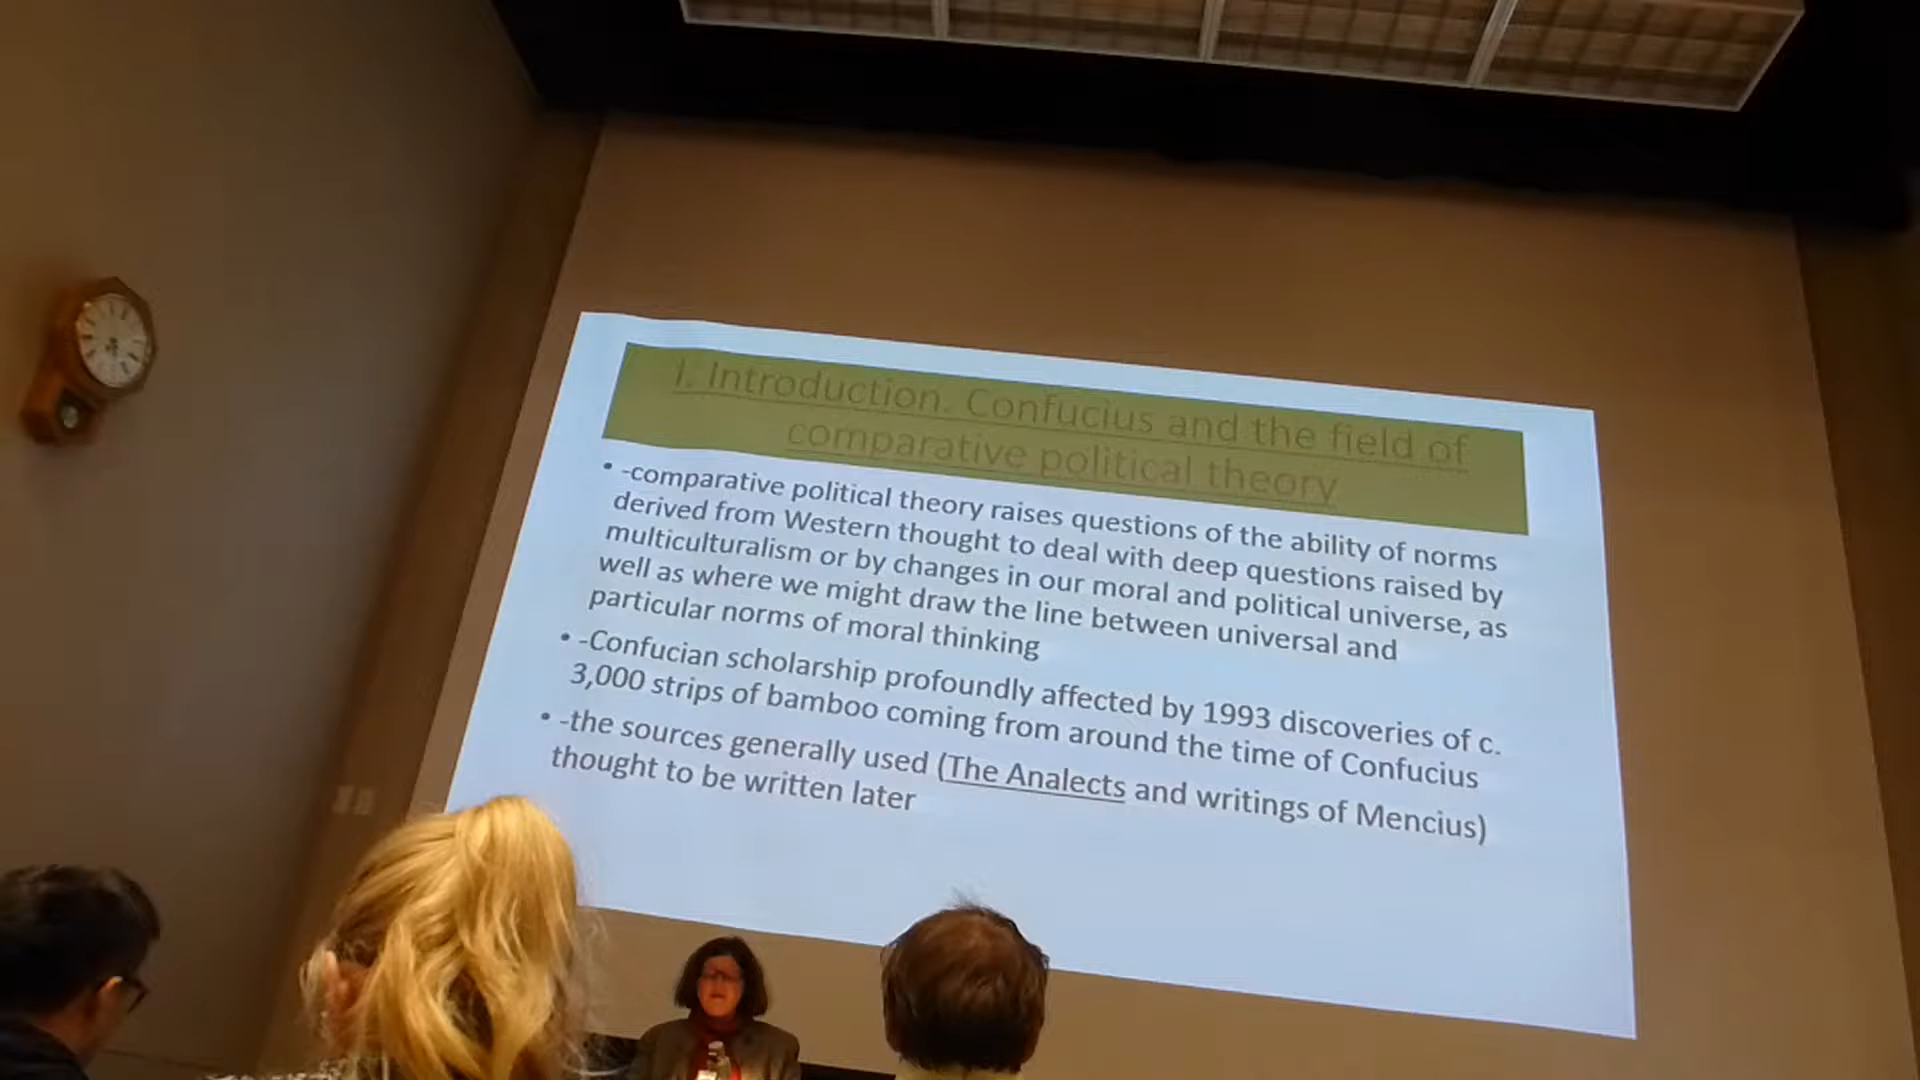 I. Introduction. Confucius and the field of
comparative political theory
• -comparative political theory raises questions of the ability of norms
derived from Western thought to deal with deep questions raised by
multiculturalism or by changes in our moral and political universe, as
well as where we might draw the line between universal and
particular norms of moral thinking
• -Confucian scholarship profoundly affected by 1993 discoveries of c.
3,000 strips of bamboo coming from around the time of Confucius
• -the sources generally used (The Analects and writings of Mencius)
thought to be written later